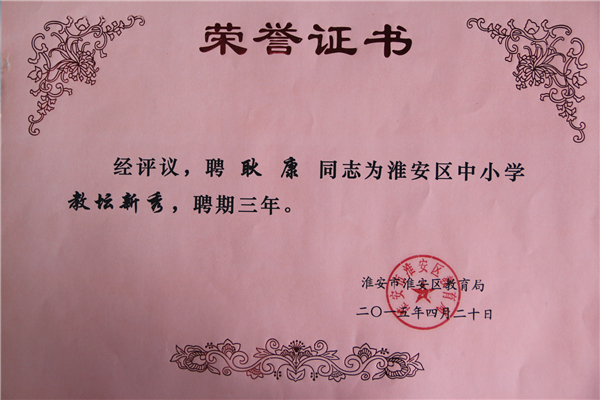 荣誉证书
经评议，聘 耿 康 同志为淮安区中小学
教坛新秀，聘期三年。
淮安市淮安区教育局
二〇一五年四月二十日